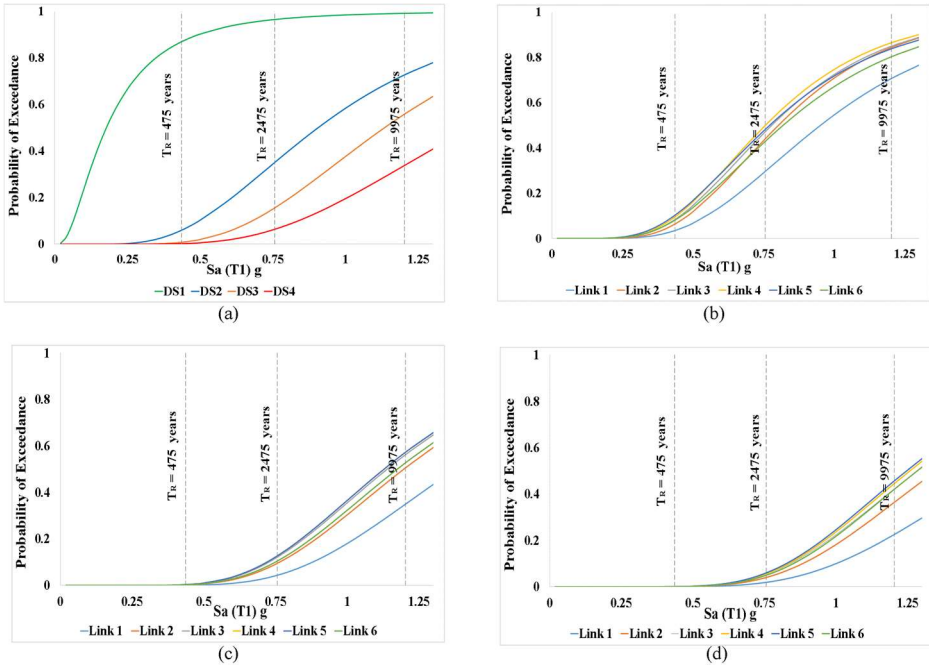 1
0.8
0.6
0.4
0.2
0
Probability of Exceedance
TR = 475 years
TR = 2475 years
TR = 9975 years
0
0.25
0.5
0.75
1
1.25
Sa (T1) g
DS1 DS2 DS3 DS4
(a)
1
0.8
0.6
0.4
0.2
0
Probability of Exceedance
TR = 475 years
TR = 2475 years
TR = 9975 years
0
0.25
0.5
0.75
1
1.25
Sa (T1) g
Link 1 Link 2 Link 3 Link 4 Link 5 Link 6
(b)
1
0.8
0.6
0.4
0.2
0
Probability of Exceedance
TR = 475 years
TR = 2475 years
TR = 9975 years
0
0.25
0.5
0.75
1
1.25
Sa (T1) g
Link 1 Link 2 Link 3 Link 4 Link 5 Link 6
(c)
1
0.8
0.6
0.4
0.2
0
Probability of Exceedance
TR = 475 years
TR = 2475 years
TR = 9975 years
0
0.25
0.5
0.75
1
1.25
Sa (T1) g
Link 1 Link 2 Link 3 Link 4 Link 5 Link 6
(d)